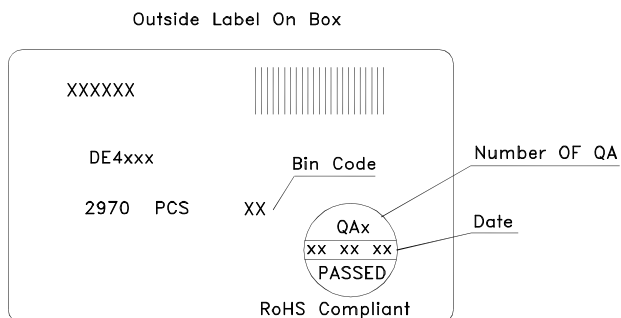 Outside Label On Box
XXXXXX
DE4xxx
Bin Code
Number OF QA
2970 PCS XX
QAx
Date
xx xx xx
PASSED
RoHS Compliant